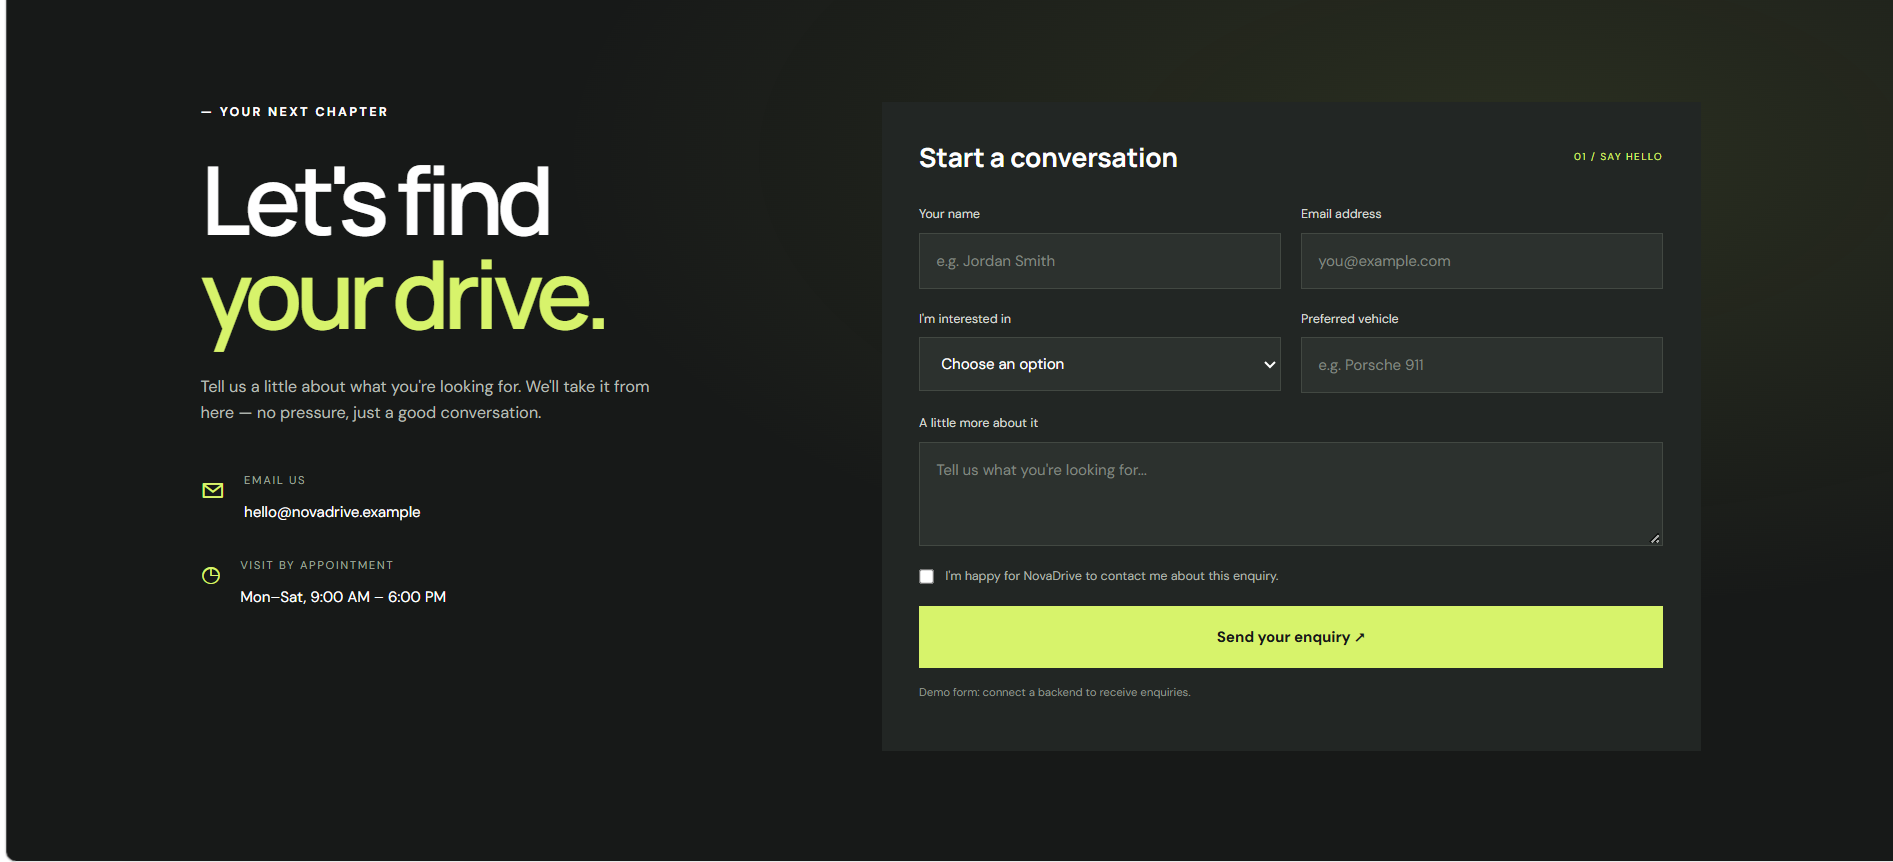 — YOUR NEXT CHAPTER
Let's find
your drive.
Tell us a little about what you're looking for. We'll take it from
here — no pressure, just a good conversation.
EMAIL US
hello@novadrive.example
VISIT BY APPOINTMENT
Mon–Sat, 9:00 AM – 6:00 PM
Start a conversation
01 / SAY HELLO
Your name
Email address
e.g. Jordan Smith
you@example.com
I'm interested in
Preferred vehicle
Choose an option
e.g. Porsche 911
A little more about it
Tell us what you're looking for...
I'm happy for NovaDrive to contact me about this enquiry.
Send your enquiry ↗
Demo form: connect a backend to receive enquiries.